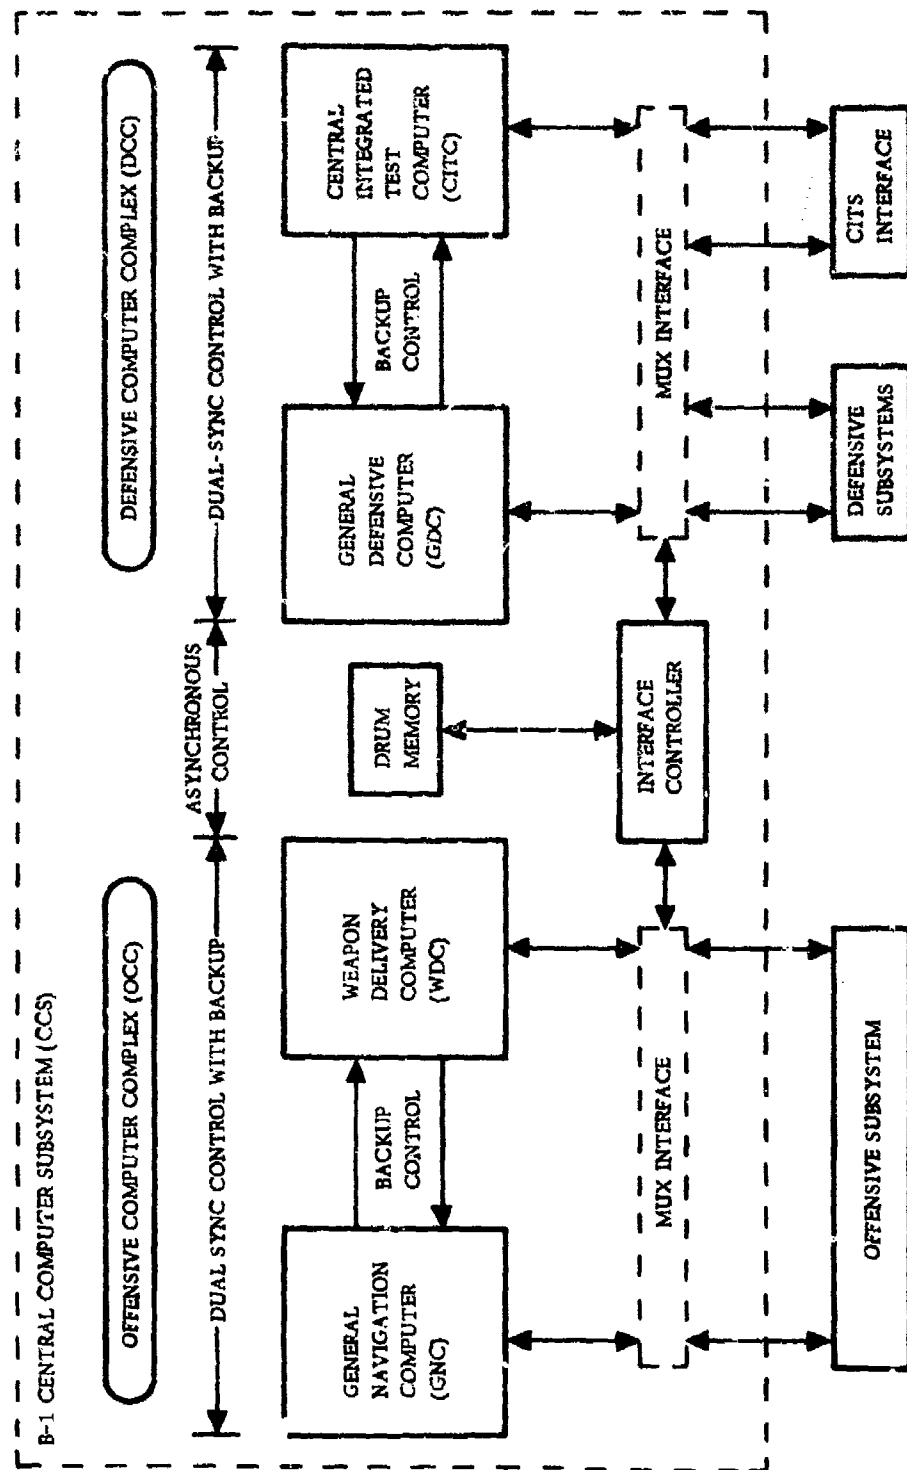 B-1 CENTRAL COMPUTER SUBSYSTEM (CCS)
OFFENSIVE COMPUTER COMPLEX (OCC)
DEFENSIVE COMPUTER COMPLEX (DCC)
DUAL SYNC CONTROL WITH BACKUP
ASYNCHRONOUS
CONTROL
DUAL-SYNC CONTROL WITH BACKUP
GENERAL
NAVIGATION
COMPUTER
(GNC)
BACKUP
CONTROL
WEAPON
DELIVERY
COMPUTER
(WDC)
DRUM
MEMORY
GENERAL
DEFENSIVE
COMPUTER
(GDC)
BACKUP
CONTROL
CENTRAL
INTEGRATED
TEST
COMPUTER
(CITC)
MUX INTERFACE
INTERFACE
CONTROLLER
MUX INTERFACE
OFFENSIVE SUBSYSTEM
DEFENSIVE
SUBSYSTEMS
CITS
INTERFACE